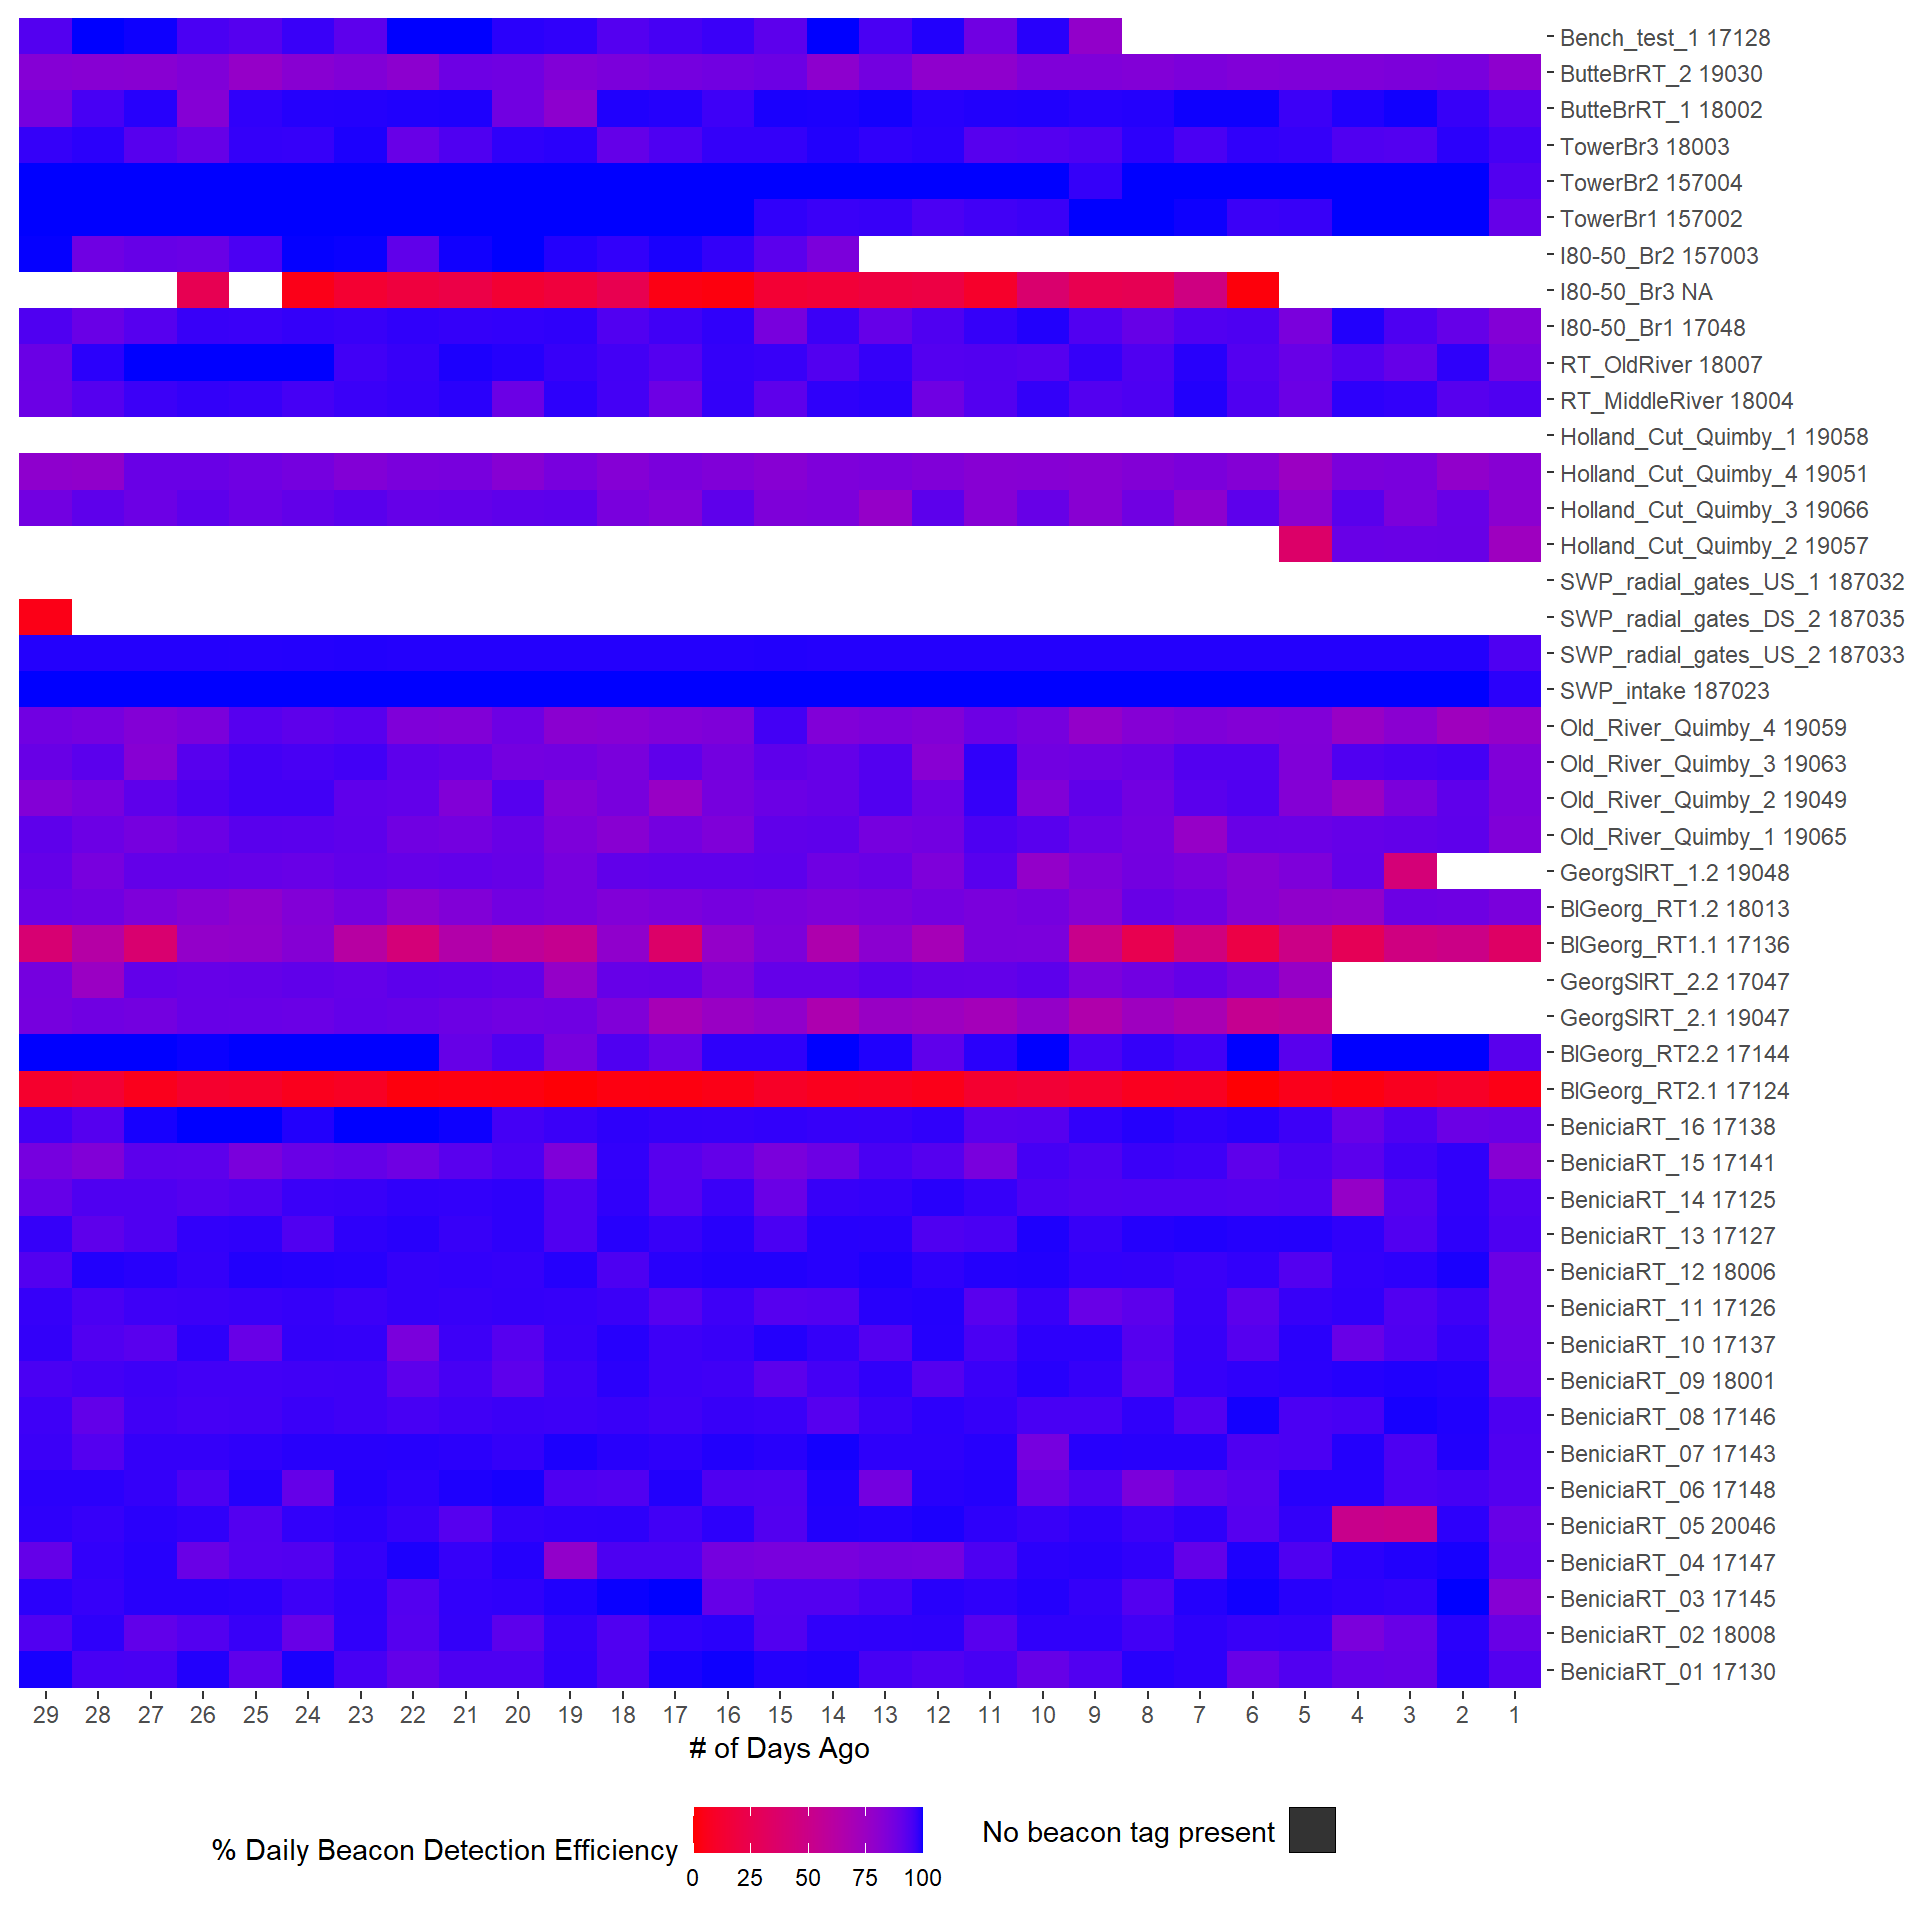 Bench_test_1 17128
ButteBrRT_2 19030
ButteBrRT_1 18002
TowerBr3 18003
TowerBr2 157004
TowerBr1 157002
I80-50_Br2 157003
I80-50_Br3 NA
I80-50_Br1 17048
RT_OldRiver 18007
RT_MiddleRiver 18004
Holland_Cut_Quimby_1 19058
Holland_Cut_Quimby_4 19051
Holland_Cut_Quimby_3 19066
Holland_Cut_Quimby_2 19057
SWP_radial_gates_US_1 187032
SWP_radial_gates_DS_2 187035
SWP_radial_gates_US_2 187033
SWP_intake 187023
Old_River_Quimby_4 19059
Old_River_Quimby_3 19063
Old_River_Quimby_2 19049
Old_River_Quimby_1 19065
GeorgSlRT_1.2 19048
BlGeorg_RT1.2 18013
BlGeorg_RT1.1 17136
GeorgSlRT_2.2 17047
GeorgSlRT_2.1 19047
BlGeorg_RT2.2 17144
BlGeorg_RT2.1 17124
BeniciaRT_16 17138
BeniciaRT_15 17141
BeniciaRT_14 17125
BeniciaRT_13 17127
BeniciaRT_12 18006
BeniciaRT_11 17126
BeniciaRT_10 17137
BeniciaRT_09 18001
BeniciaRT_08 17146
BeniciaRT_07 17143
BeniciaRT_06 17148
BeniciaRT_05 20046
BeniciaRT_04 17147
BeniciaRT_03 17145
BeniciaRT_02 18008
BeniciaRT_01 17130
29 28 27 26 25 24 23 22 21 20 19 18 17 16 15 14 13 12 11 10 9 8 7 6 5 4 3 2 1
# of Days Ago
% Daily Beacon Detection Efficiency
0 25 50 75 100
No beacon tag present